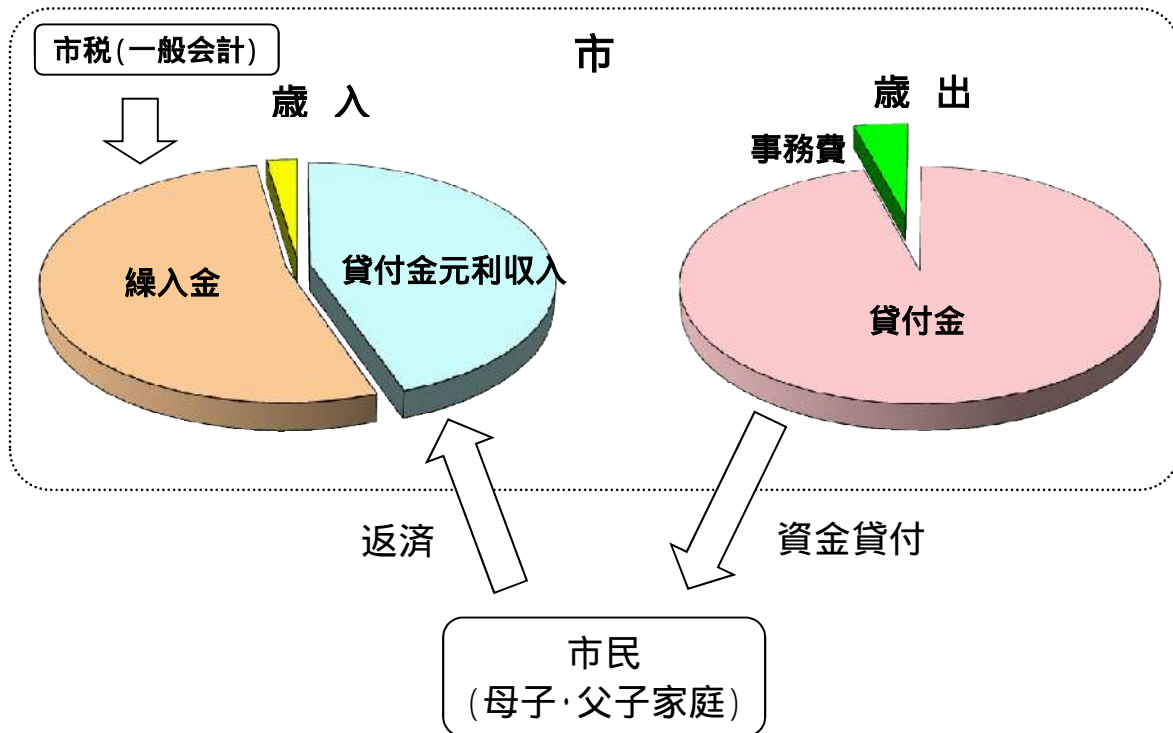 市税(一般会計)
市
歳 入
歳 出
事務費
繰入金
貸付金元利収入
貸付金
返済
資金貸付
市民
(母子・父子家庭)